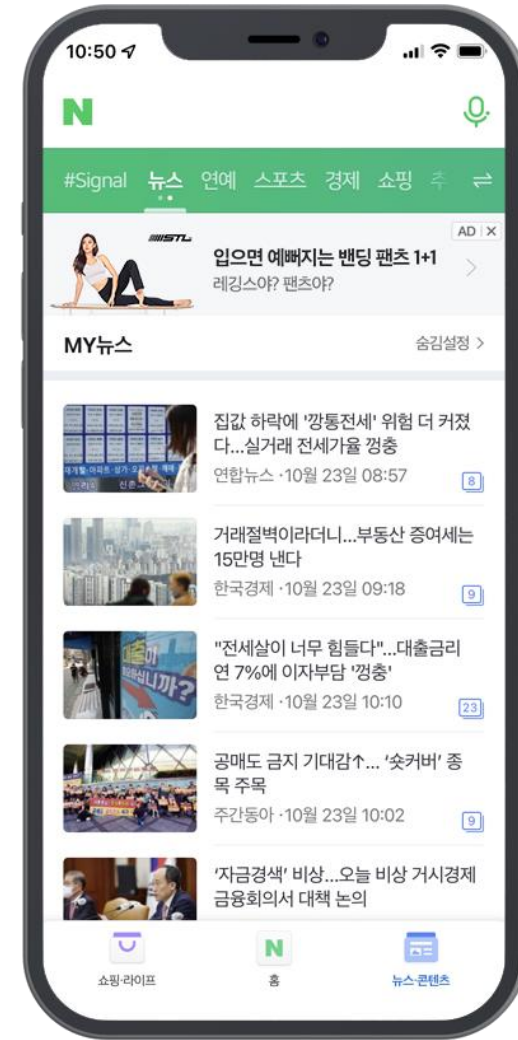 10:50
N
#Signal 뉴스 연예 스포츠 경제 쇼핑 추
STL
AD X
입으면 예뻐지는 밴딩 팬츠 1+1
레깅스야? 팬츠야?
MY뉴스
숨김설정 >
집값 하락에 '깡통전세' 위험 더 커졌
다...실거래 전세가율 껑충
연합뉴스 ·10월 23일 08:57
8
거래절벽이라더니...부동산 증여세는
15만명 낸다
한국경제 ·10월 23일 09:18
9
"전세살이 너무 힘들다"...대출금리
연 7%에 이자부담 '껑충'
한국경제 ·10월 23일 10:10
23
공매도 금지 기대감↑... ‘숏커버’ 종
목 주목
주간동아 ·10월 23일 10:02
9
‘자금경색’ 비상...오늘 비상 거시경제
금융회의서 대책 논의
N
쇼핑·라이프
홈
뉴스·콘텐츠